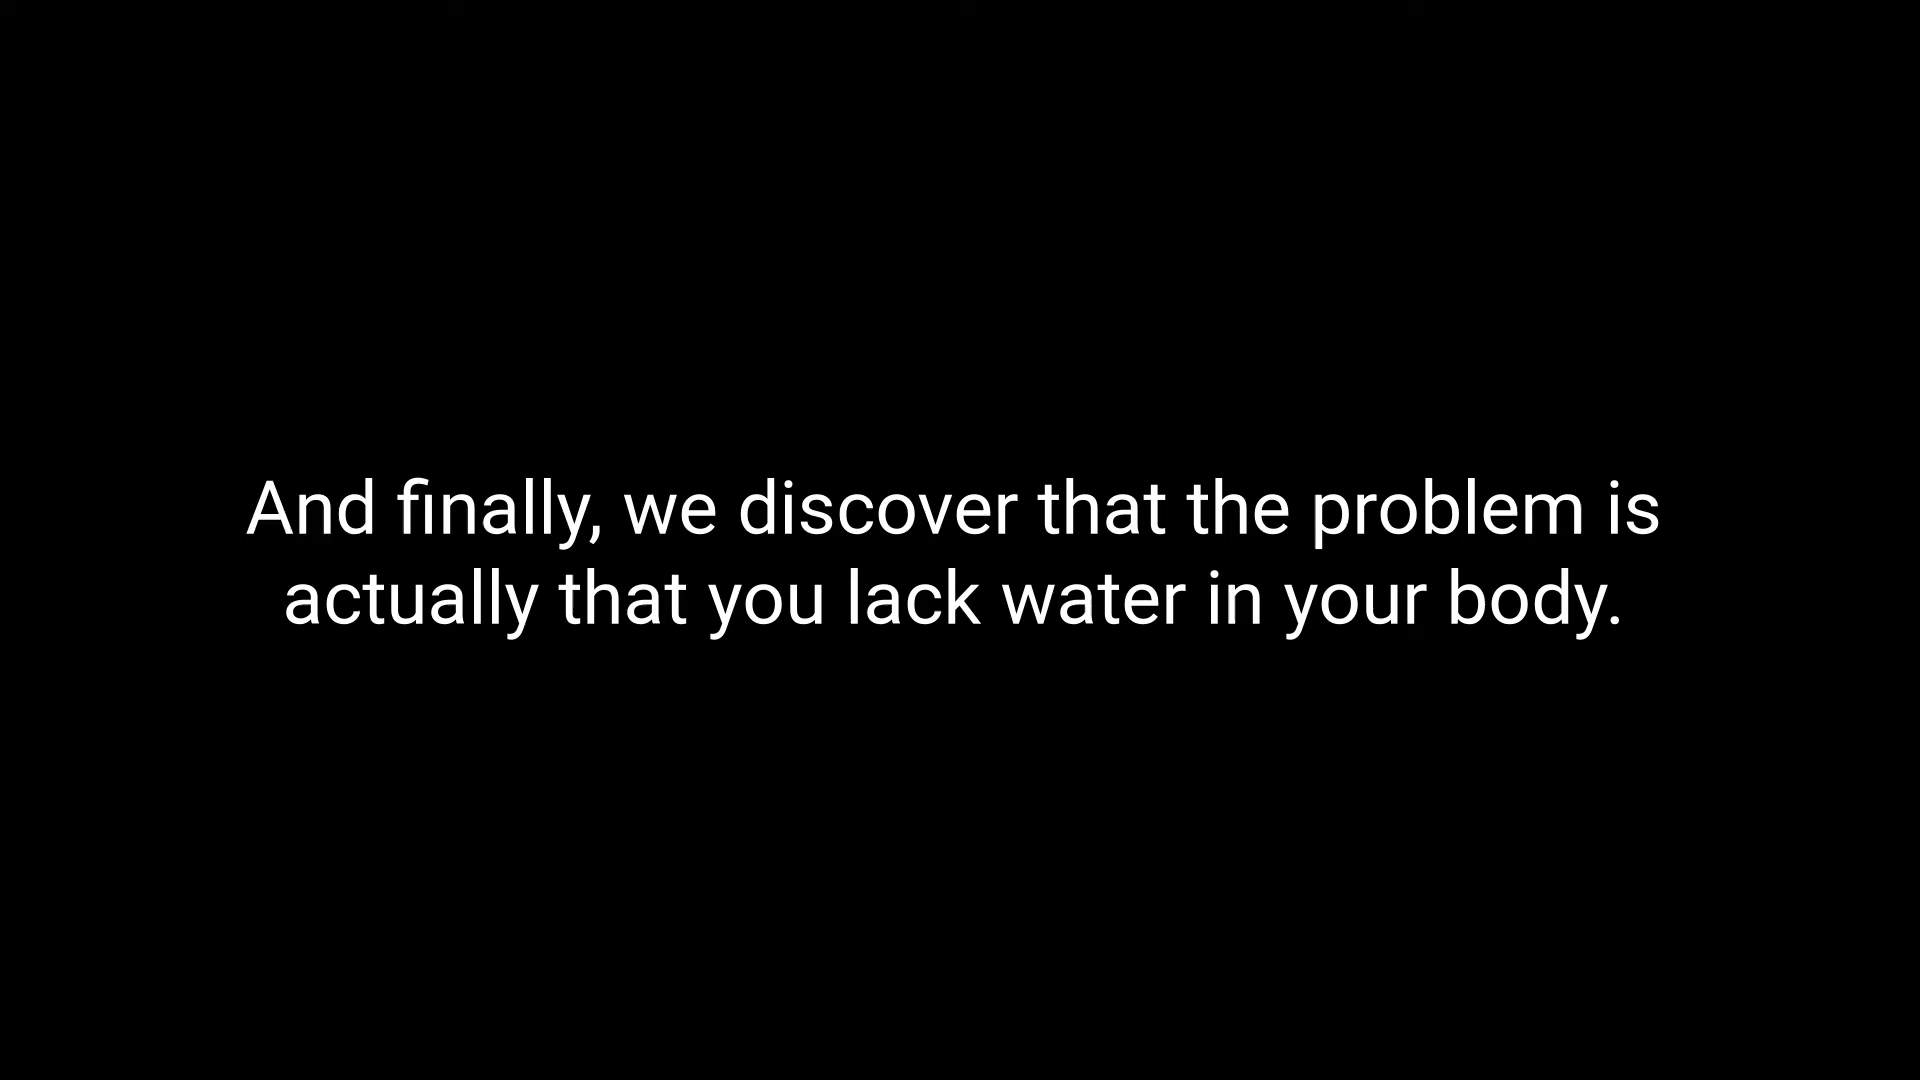 And finally, we discover that the problem is
actually that you lack water in your body.